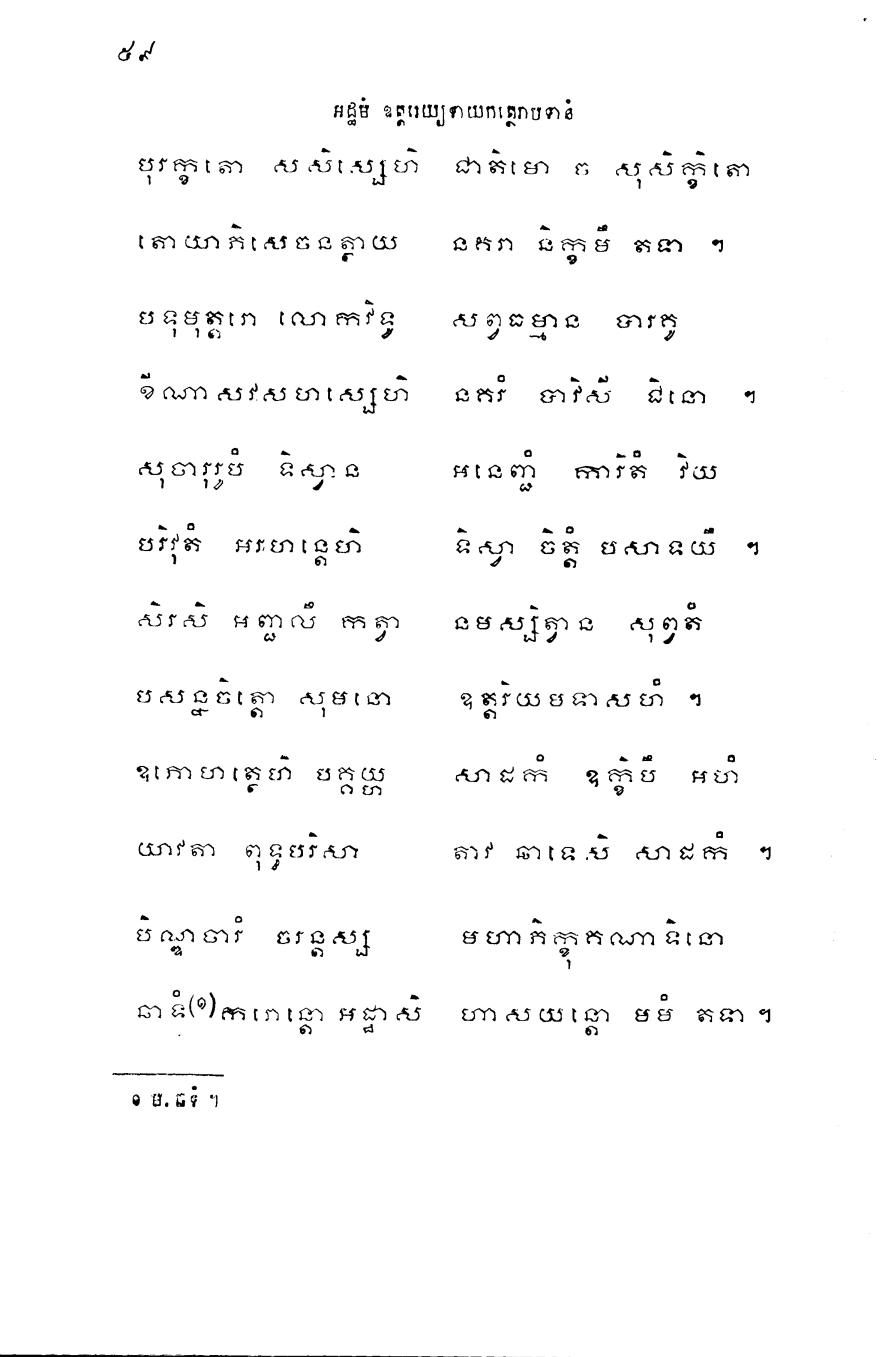 ៥៩
អដ្ឋមំ ឧត្តរេយ្យទាយកត្ថេរាបទានំ
បុរក្ខតោ សសិស្សេហិ ជាតិមា ច សុសិក្ខិតោ
តោយាភិសេចនត្ថាយ នគរា និក្ខមឹ តទា ។
បទុមុត្តរោ លោកវិទូ សព្វធម្មាន បារគូ
ខីណាសវសហស្សេហិ នគរំ បាវិសី ជិនោ ។
សុចារុរូបំ ទិស្វាន អនេញ្ជំ ការិតំ វិយ
បរិវុតំ អរហន្តេហិ ទិស្វា ចិត្តំ បសាទយឹ ។
សិរសិ អញ្ជលឹ កត្វា នមស្សិត្វាន សុព្វតំ
បសន្នចិត្តោ សុមនោ ឧត្តរិយមទាសហំ ។
ឧភោហត្ថេហិ បគ្គយ្ហ សាដកំ ឧក្ខិបឹ អហំ
យាវតា ពុទ្ធបរិសា តាវ ឆាទេសិ សាដកំ ។
បិណ្ឌចារំ ចរន្តស្ស មហាភិក្ខុគណាទិនោ
ឆាទំ(១)ករោន្តោ អដ្ឋាសិ ហាសយន្តោ មមំ តទា ។
១ ម. ឆទំ ។